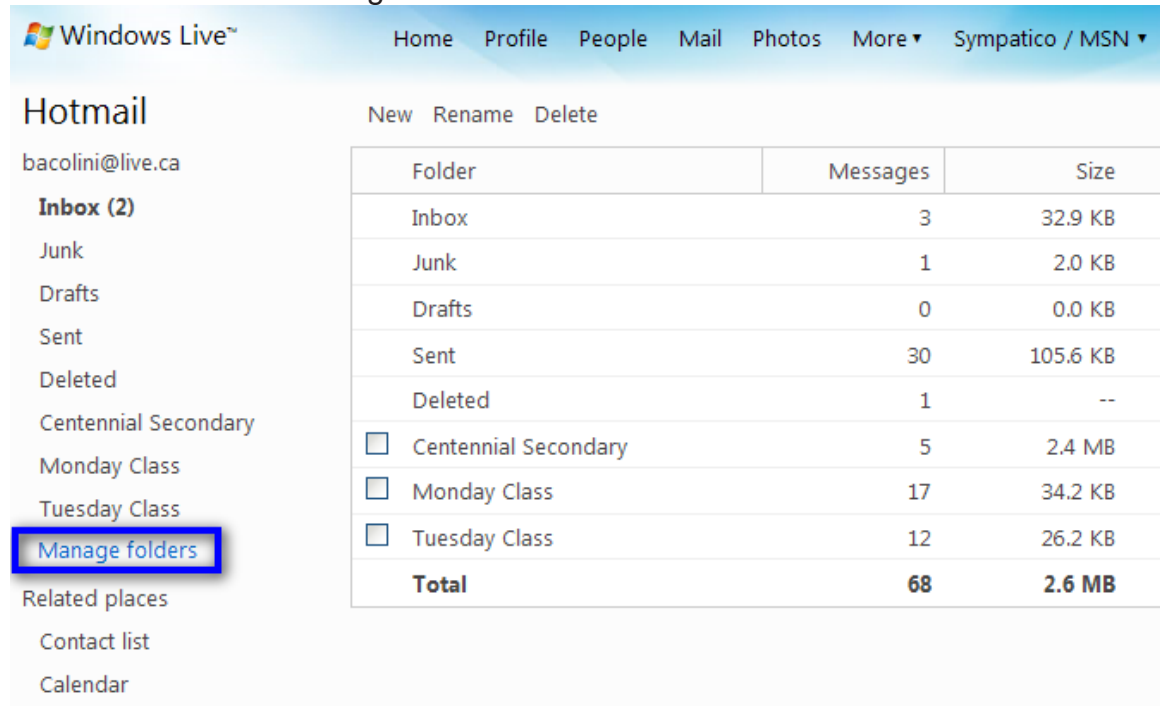 Windows Live™ Home Profile People Mail Photos More ▾ Sympatico / MSN ▾
Hotmail
bacolini@live.ca
Inbox (2)
Junk
Drafts
Sent
Deleted
Centennial Secondary
Monday Class
Tuesday Class
Manage folders
Related places
Contact list
Calendar
New Rename Delete
Folder Messages Size
Inbox 3 32.9 KB
Junk 1 2.0 KB
Drafts 0 0.0 KB
Sent 30 105.6 KB
Deleted 1 --
Centennial Secondary 5 2.4 MB
Monday Class 17 34.2 KB
Tuesday Class 12 26.2 KB
Total 68 2.6 MB